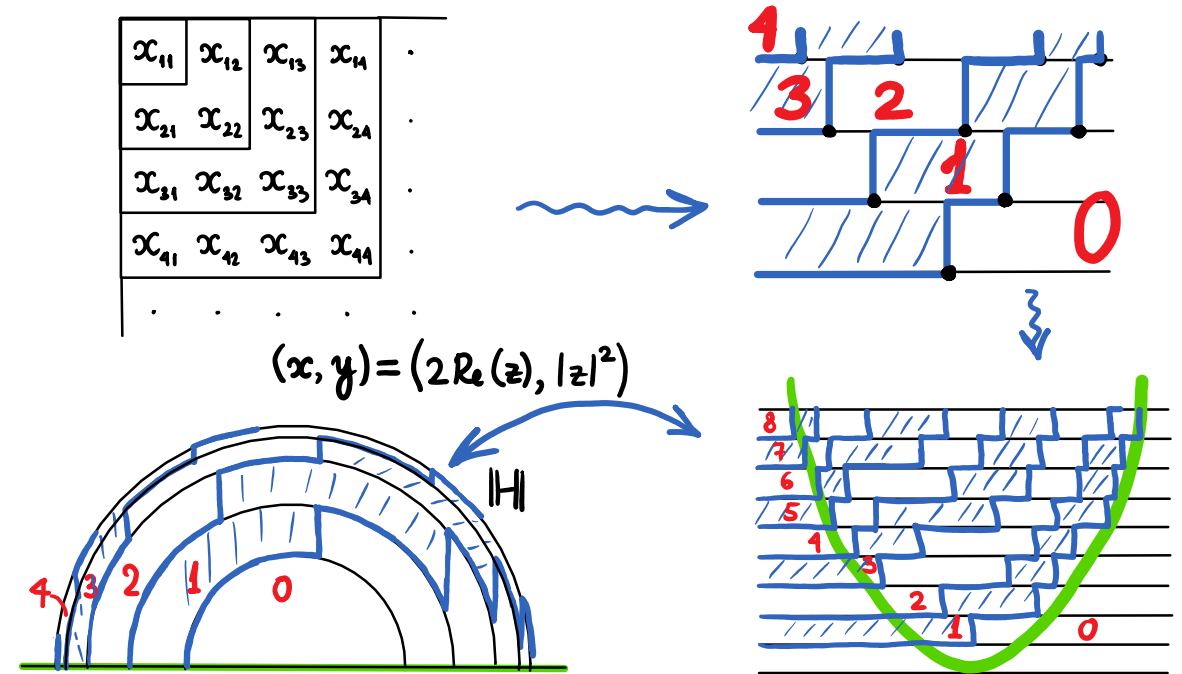 x₁₁ x₁₂ x₁₃ x₁₄ .
x₂₁ x₂₂ x₂₃ x₂₄ .
x₃₁ x₃₂ x₃₃ x₃₄ .
x₄₁ x₄₂ x₄₃ x₄₄ .
. . . . .
4
3 2
1
0
(x, y) = (2Re(z), |z|²)
ℍ
4 3 2 1 0
8
7
6
5
4
3
2
1 0